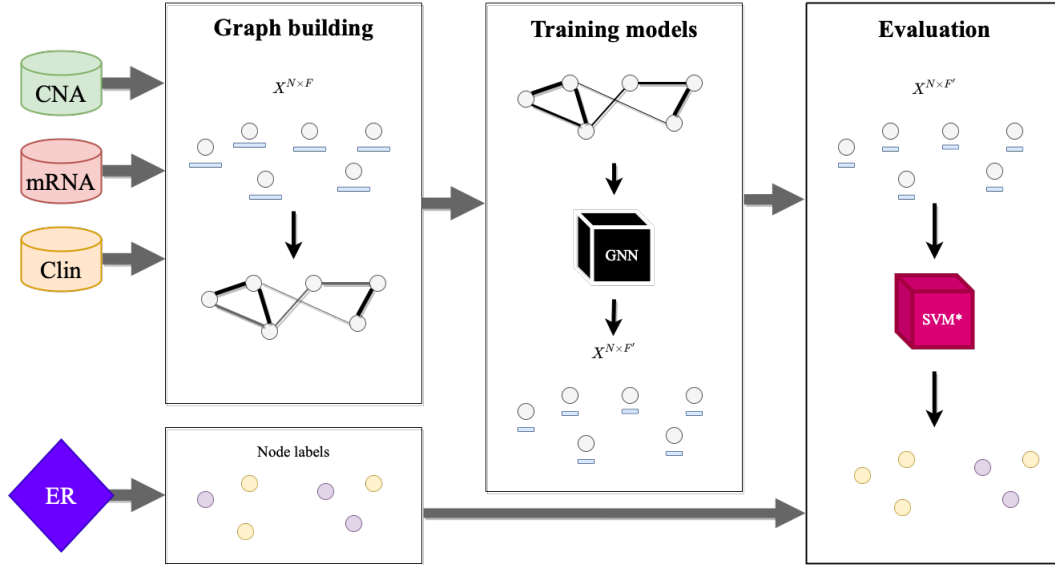 Graph building
Training models
Evaluation
CNA
mRNA
Clin
ER
X^{N×F}
Node labels
GNN
X^{N×F'}
X^{N×F'}
SVM*